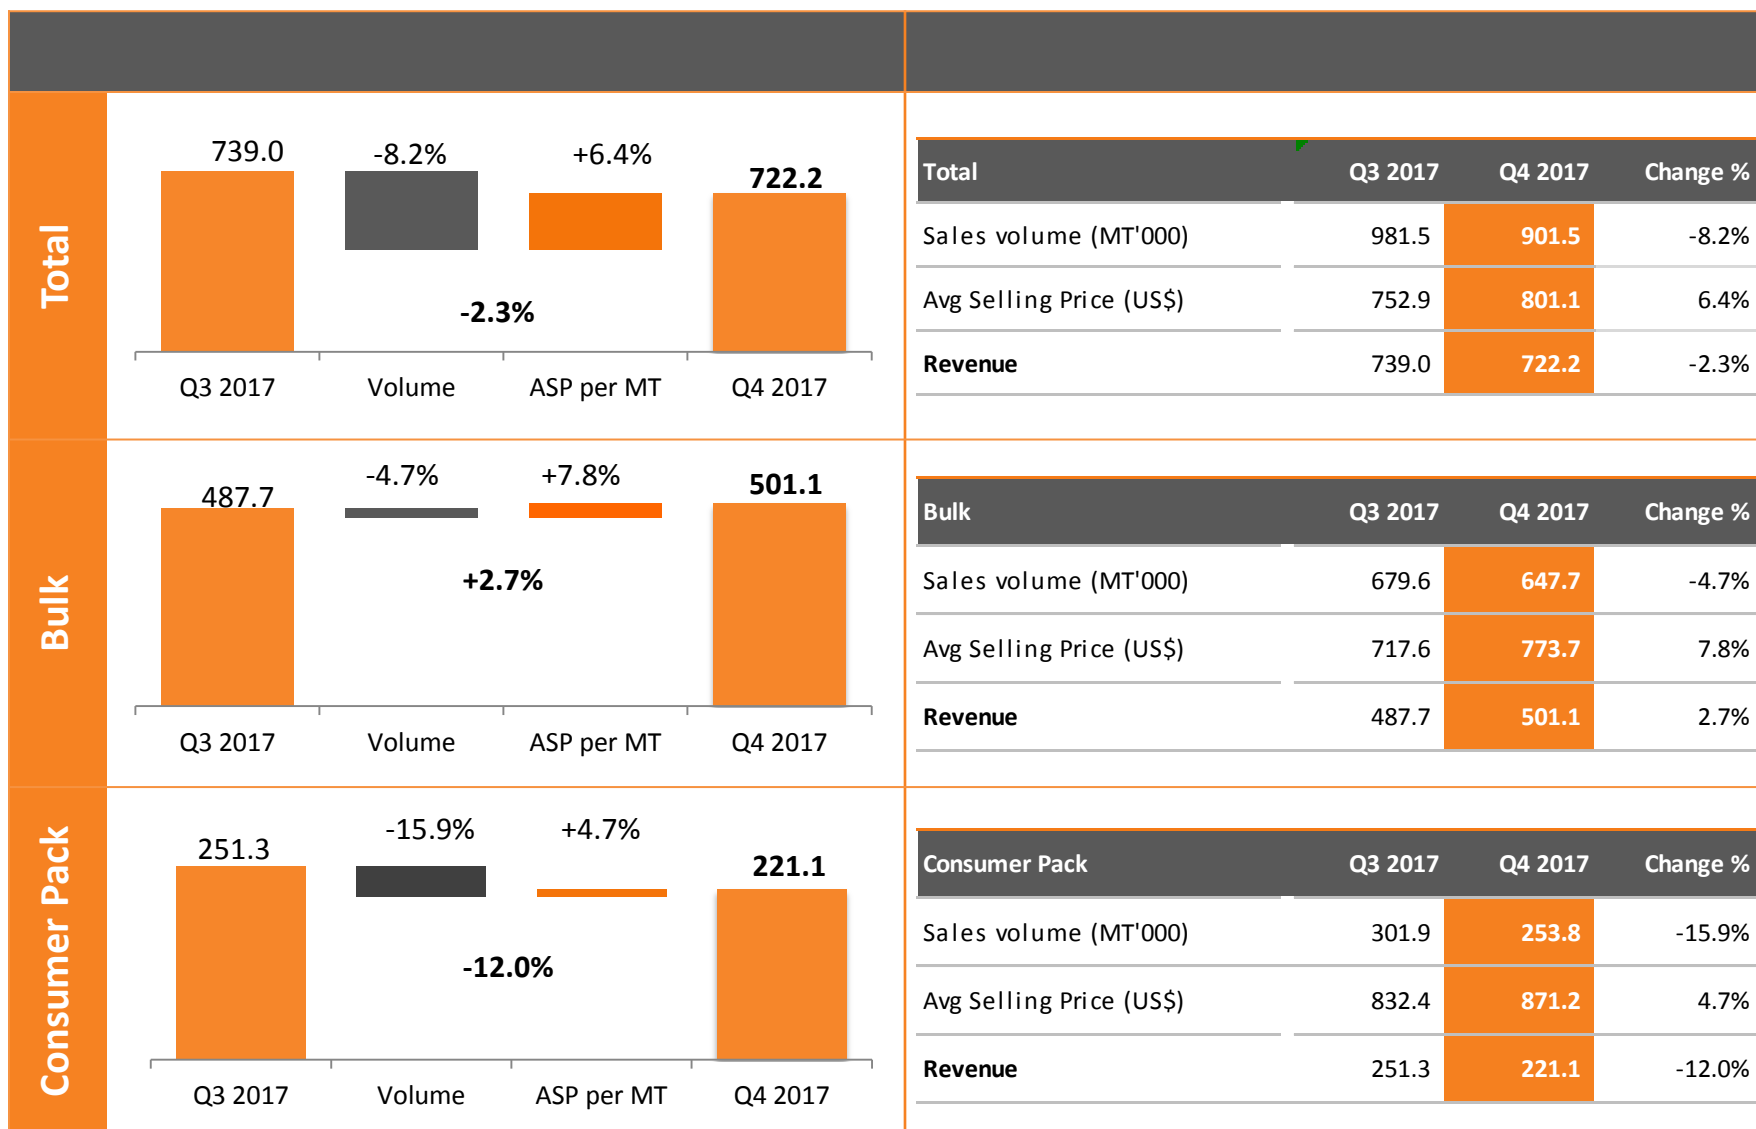 Total
739.0 -8.2% +6.4% 722.2
-2.3%
Q3 2017 Volume ASP per MT Q4 2017
Total Q3 2017 Q4 2017 Change %
Sales volume (MT'000) 981.5 901.5 -8.2%
Avg Selling Price (US$) 752.9 801.1 6.4%
Revenue 739.0 722.2 -2.3%
Bulk
487.7 -4.7% +7.8% 501.1
+2.7%
Q3 2017 Volume ASP per MT Q4 2017
Bulk Q3 2017 Q4 2017 Change %
Sales volume (MT'000) 679.6 647.7 -4.7%
Avg Selling Price (US$) 717.6 773.7 7.8%
Revenue 487.7 501.1 2.7%
Consumer Pack
251.3 -15.9% +4.7% 221.1
-12.0%
Q3 2017 Volume ASP per MT Q4 2017
Consumer Pack Q3 2017 Q4 2017 Change %
Sales volume (MT'000) 301.9 253.8 -15.9%
Avg Selling Price (US$) 832.4 871.2 4.7%
Revenue 251.3 221.1 -12.0%